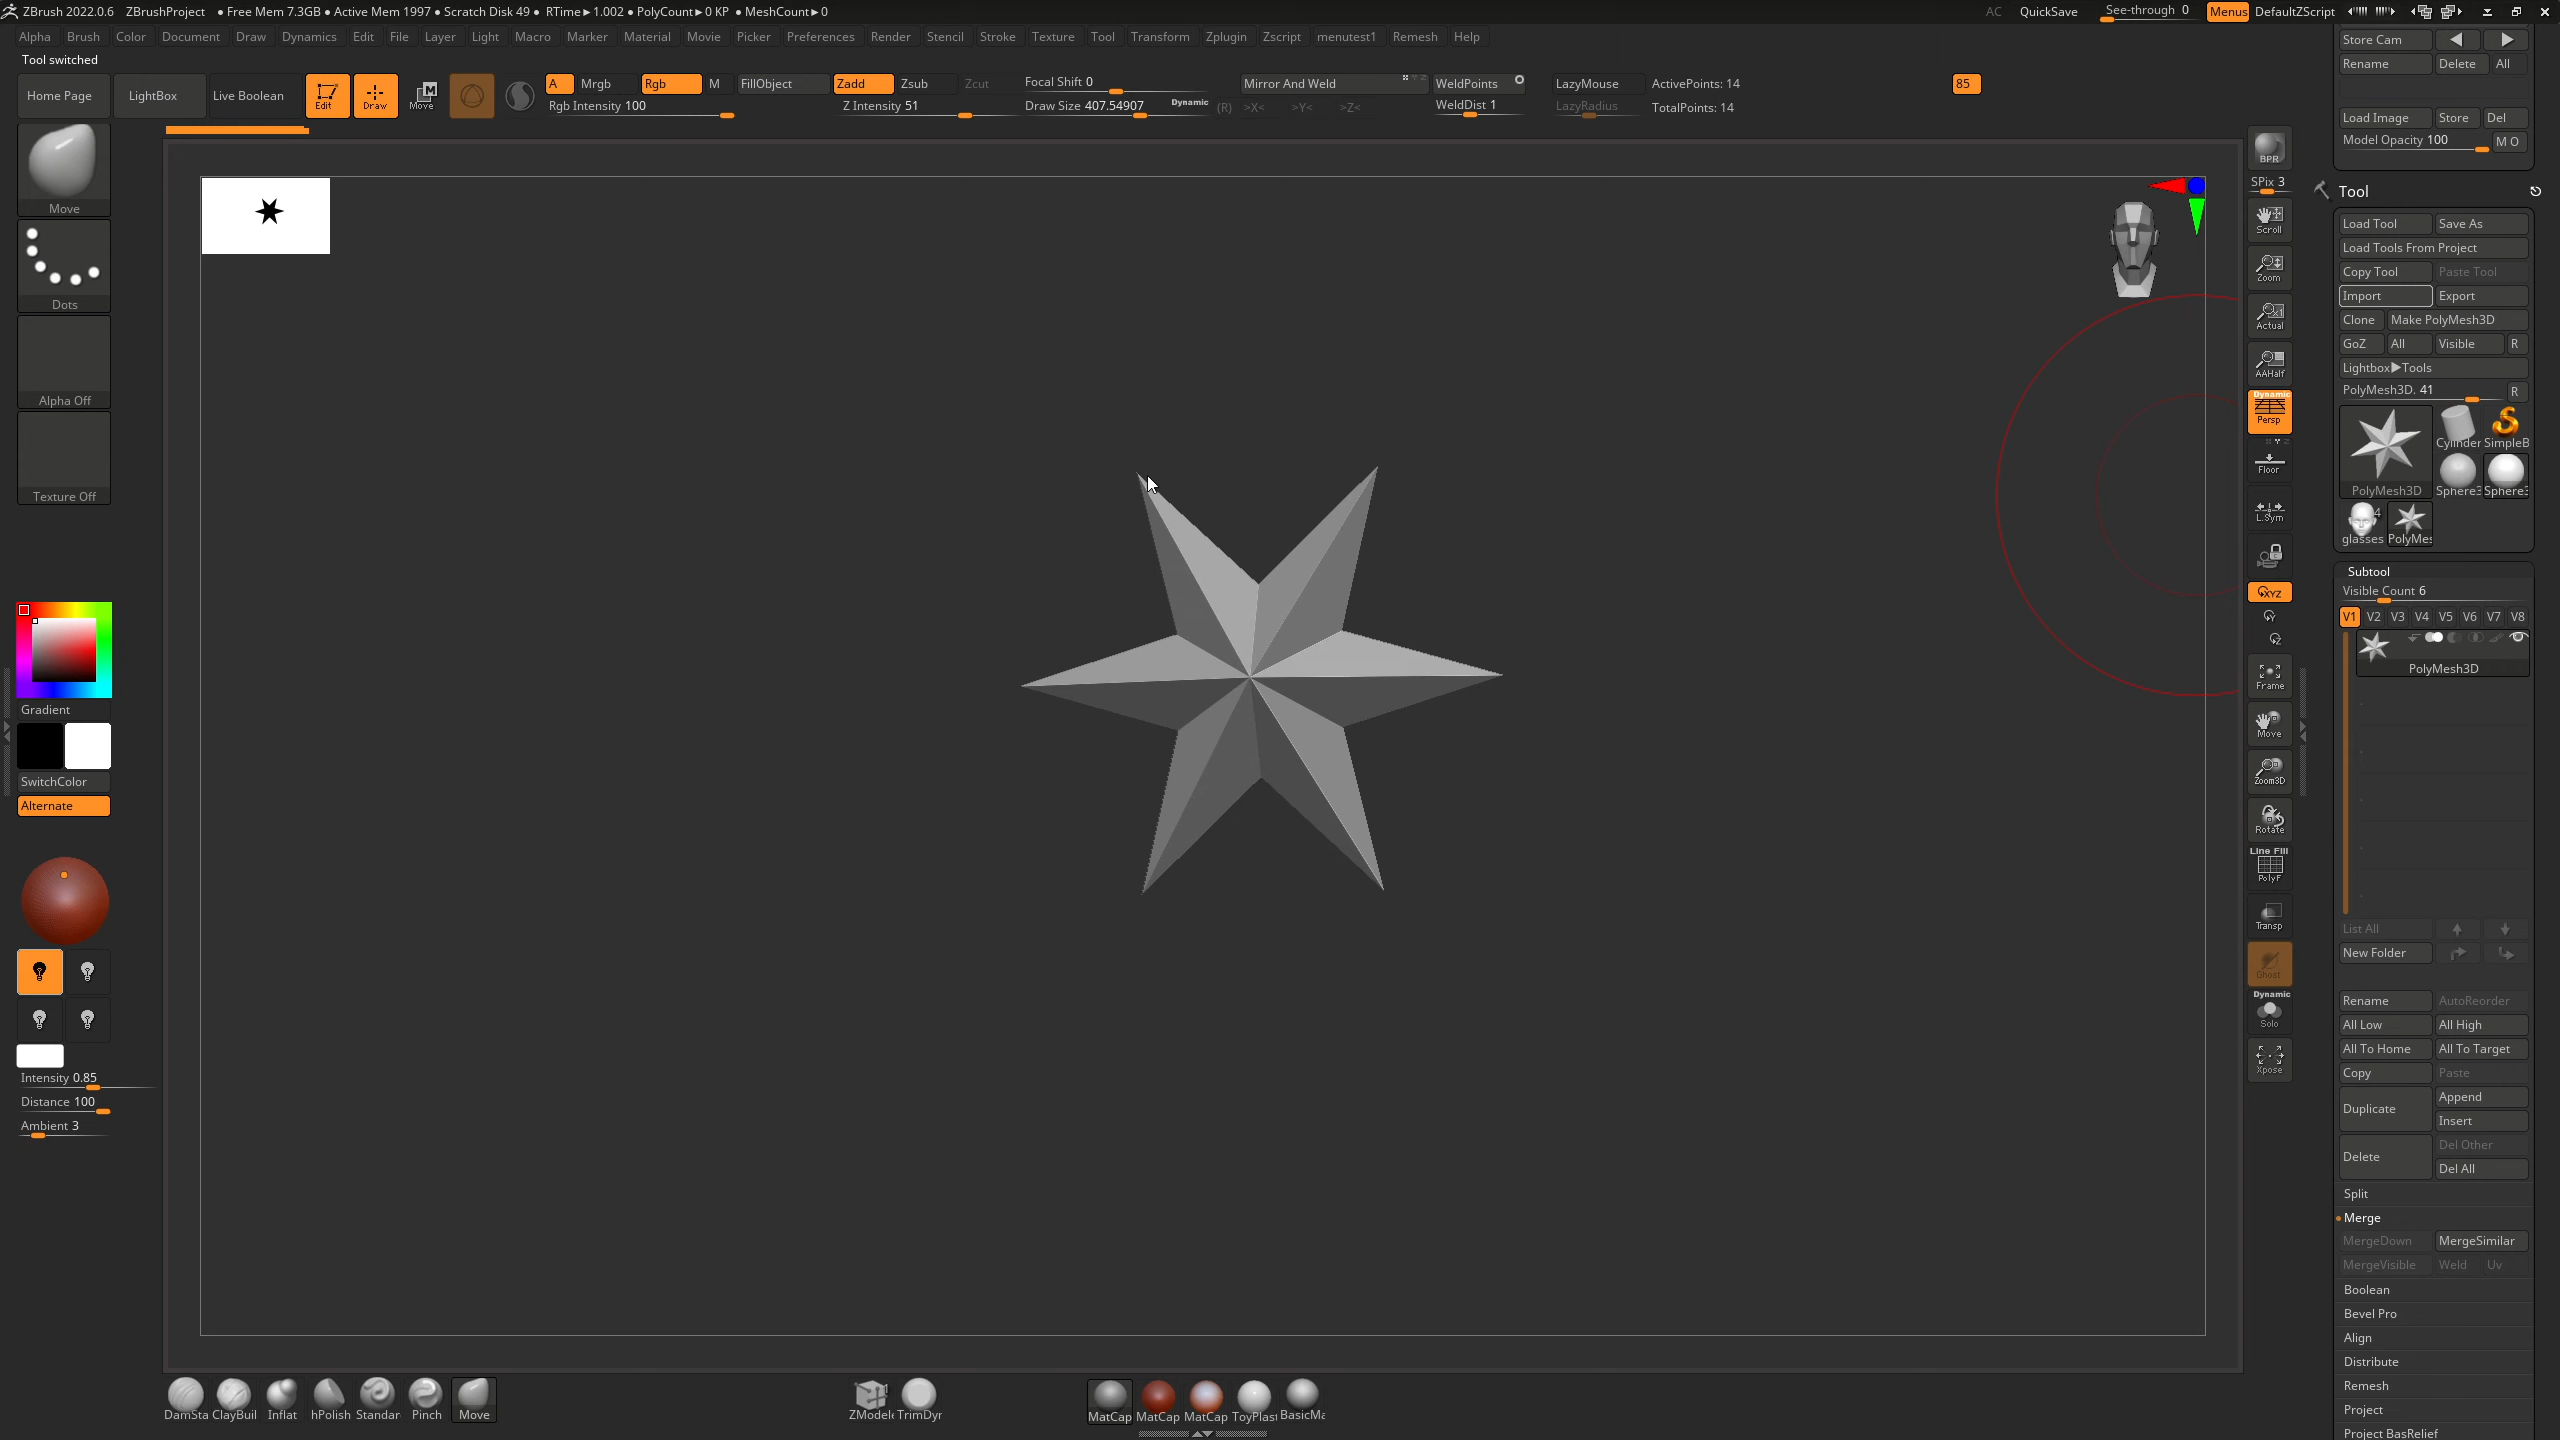 ZBrush 2022.0.6 ZBrushProject • Free Mem 7.3GB • Active Mem 1997 • Scratch Disk 49 • RTime►1.002 • PolyCount►0 KP • MeshCount►0 AC QuickSave See-through 0 Menus DefaultZScript
Alpha Brush Color Document Draw Dynamics Edit File Layer Light Macro Marker Material Movie Picker Preferences Render Stencil Stroke Texture Tool Transform Zplugin Zscript menutest1 Remesh Help
Tool switched
Home Page LightBox Live Boolean Edit Draw Move A Mrgb Rgb M FillObject Zadd Zsub Zcut Focal Shift 0 Mirror And Weld WeldPoints LazyMouse ActivePoints: 14 85
Rgb Intensity 100 Z Intensity 51 Draw Size 407.54907 Dynamic (R) >X< >Y< >Z< WeldDist 1 LazyRadius TotalPoints: 14
Move
Dots
Alpha Off
Texture Off
Gradient
SwitchColor
Alternate
Intensity 0.85
Distance 100
Ambient 3
DamSta ClayBuil Inflat hPolish Standar Pinch Move ZModele TrimDyr MatCap MatCap MatCap ToyPlas BasicMa
BPR
SPix 3
Scroll
Zoom
Actual
AAHalf
Dynamic
Persp
Floor
L.Sym
XYZ
Y
Z
Frame
Move
Zoom3D
Rotate
Line Fill
PolyF
Transp
Ghost
Dynamic
Solo
Xpose
Store Cam
Rename Delete All
Load Image Store Del
Model Opacity 100 M O
Tool
Load Tool Save As
Load Tools From Project
Copy Tool Paste Tool
Import Export
Clone Make PolyMesh3D
GoZ All Visible R
Lightbox►Tools
PolyMesh3D. 41 R
Cylinder SimpleB
PolyMesh3D Sphere3 Sphere3
4
glasses PolyMes
Subtool
Visible Count 6
V1 V2 V3 V4 V5 V6 V7 V8
PolyMesh3D
List All
New Folder
Rename AutoReorder
All Low All High
All To Home All To Target
Copy Paste
Duplicate Append
Insert
Delete Del Other
Del All
Split
Merge
MergeDown MergeSimilar
MergeVisible Weld Uv
Boolean
Bevel Pro
Align
Distribute
Remesh
Project
Project BasRelief